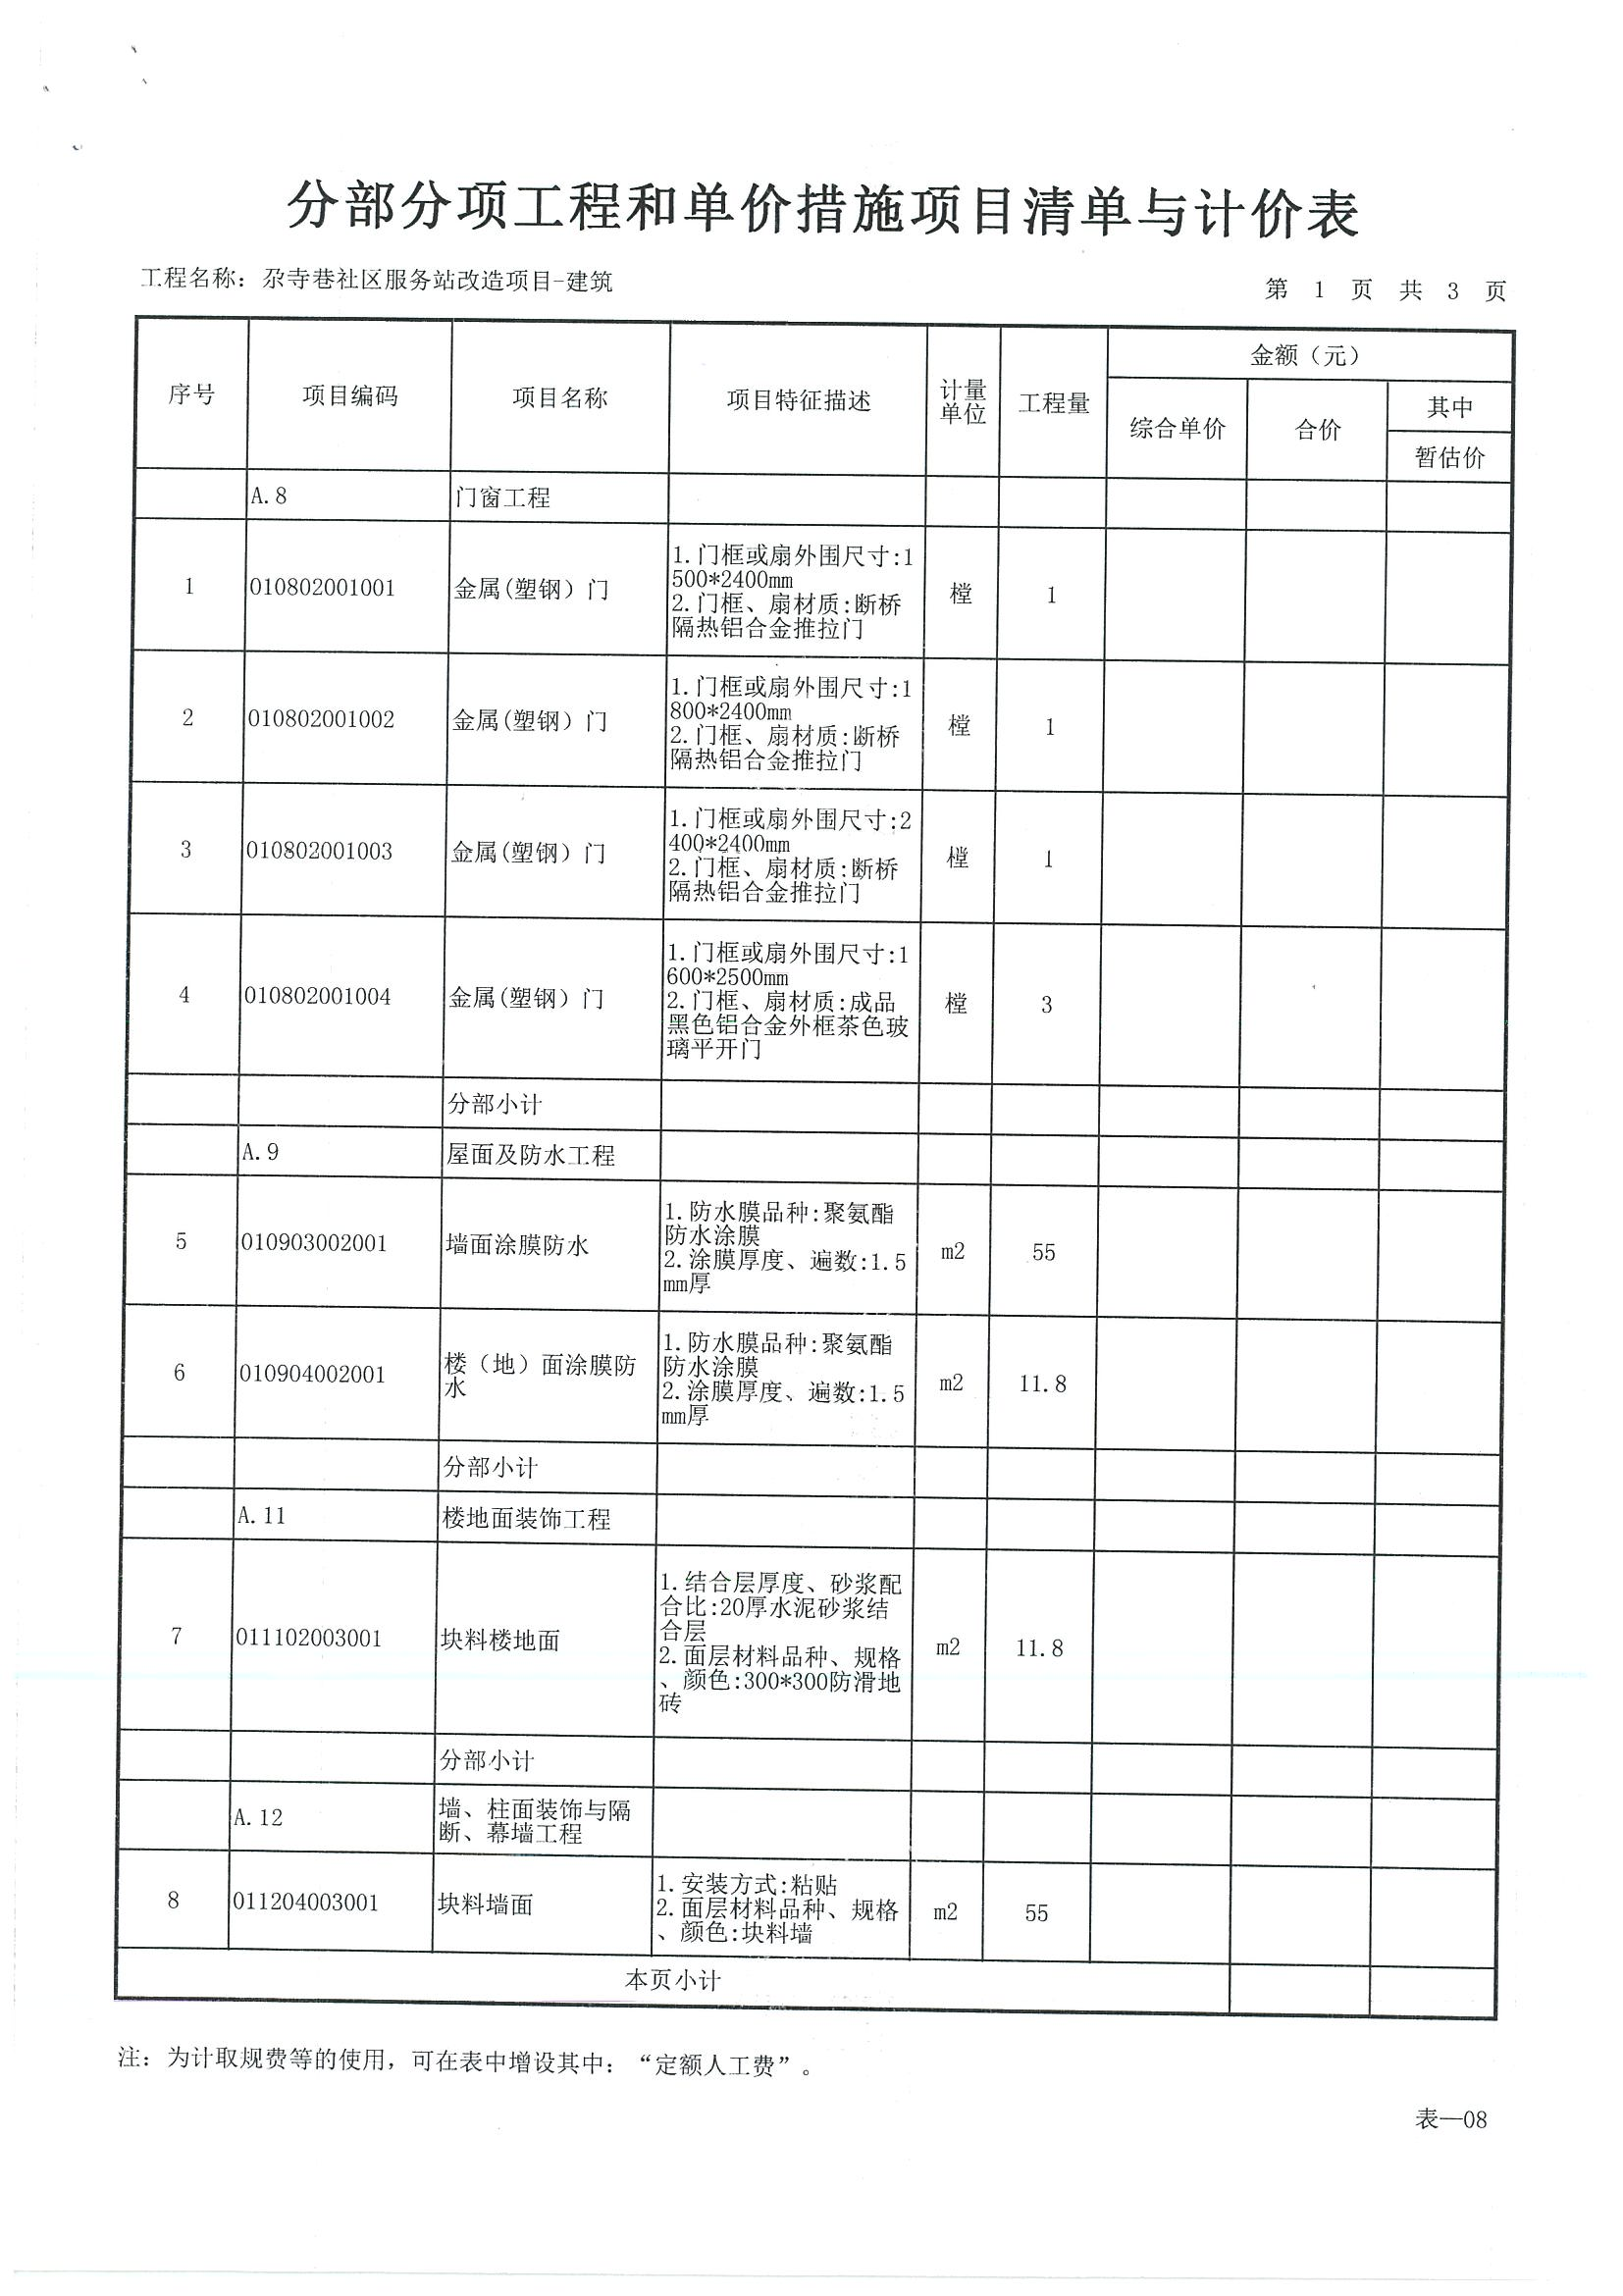 分部分项工程和单价措施项目清单与计价表
工程名称：尕寺巷社区服务站改造项目-建筑
第 1 页 共 3 页
序号 项目编码 项目名称 项目特征描述 计量单位 工程量 金额（元）
综合单价 合价 其中
暂估价
A.8 门窗工程
1 010802001001 金属(塑钢）门 1.门框或扇外围尺寸:1
500*2400mm
2.门框、扇材质:断桥
隔热铝合金推拉门 樘 1
2 010802001002 金属(塑钢）门 1.门框或扇外围尺寸:1
800*2400mm
2.门框、扇材质:断桥
隔热铝合金推拉门 樘 1
3 010802001003 金属(塑钢）门 1.门框或扇外围尺寸:2
400*2400mm
2.门框、扇材质:断桥
隔热铝合金推拉门 樘 1
4 010802001004 金属(塑钢）门 1.门框或扇外围尺寸:1
600*2500mm
2.门框、扇材质:成品
黑色铝合金外框茶色玻
璃平开门 樘 3
分部小计
A.9 屋面及防水工程
5 010903002001 墙面涂膜防水 1.防水膜品种:聚氨酯
防水涂膜
2.涂膜厚度、遍数:1.5
mm厚 m2 55
6 010904002001 楼（地）面涂膜防
水 1.防水膜品种:聚氨酯
防水涂膜
2.涂膜厚度、遍数:1.5
mm厚 m2 11.8
分部小计
A.11 楼地面装饰工程
7 011102003001 块料楼地面 1.结合层厚度、砂浆配
合比:20厚水泥砂浆结
合层
2.面层材料品种、规格
、颜色:300*300防滑地
砖 m2 11.8
分部小计
A.12 墙、柱面装饰与隔
断、幕墙工程
8 011204003001 块料墙面 1.安装方式:粘贴
2.面层材料品种、规格
、颜色:块料墙 m2 55
本页小计
注：为计取规费等的使用，可在表中增设其中：“定额人工费”。
表—08